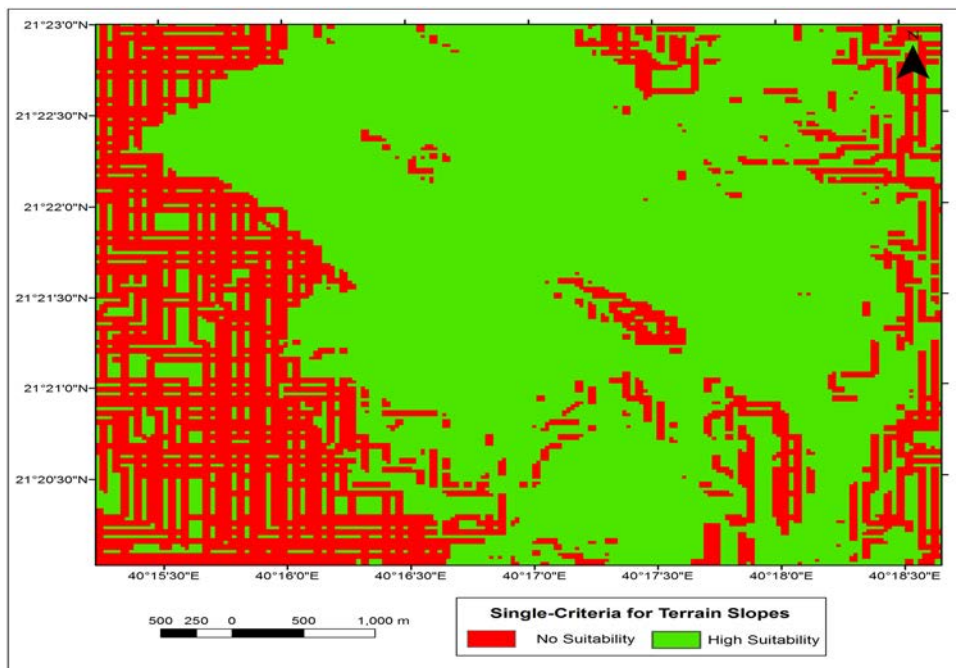 21°23'0"N
21°22'30"N
21°22'0"N
21°21'30"N
21°21'0"N
21°20'30"N
N
40°15'30"E 40°16'0"E 40°16'30"E 40°17'0"E 40°17'30"E 40°18'0"E 40°18'30"E
500 250 0 500 1,000 m
Single-Criteria for Terrain Slopes
No Suitability High Suitability